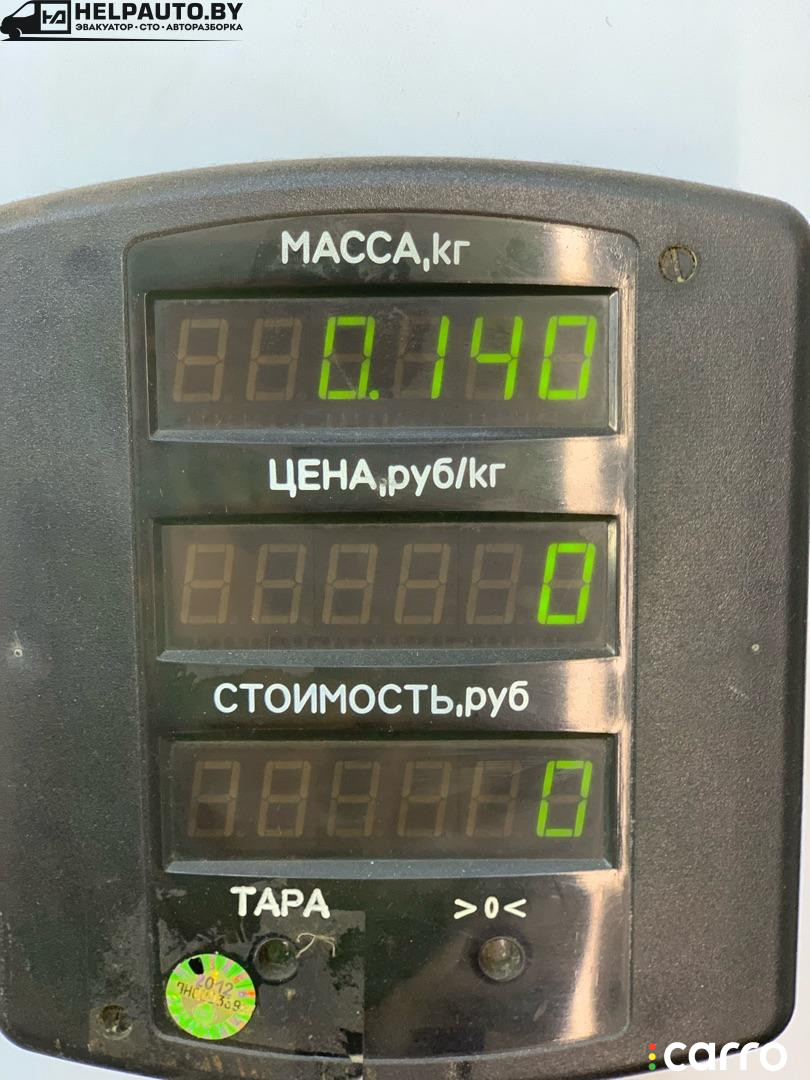 HELPAUTO.BY
ЭВАКУАТОР • СТО • АВТОРАЗБОРКА
МАССА,кг
0.140
ЦЕНА,руб/кг
0
СТОИМОСТЬ,руб
0
ТАРА >0<
2012
carro